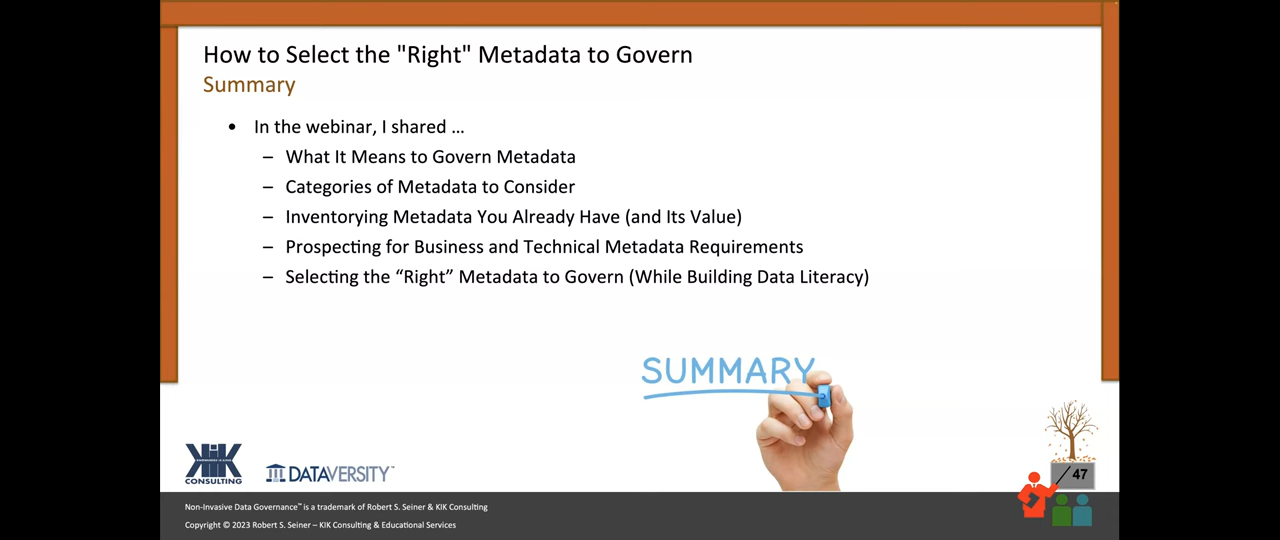 How to Select the "Right" Metadata to Govern
Summary
• In the webinar, I shared …
– What It Means to Govern Metadata
– Categories of Metadata to Consider
– Inventorying Metadata You Already Have (and Its Value)
– Prospecting for Business and Technical Metadata Requirements
– Selecting the “Right” Metadata to Govern (While Building Data Literacy)
SUMMARY
KIK
CONSULTING
DATAVERSITY™
/ 47
Non-Invasive Data Governance™ is a trademark of Robert S. Seiner & KIK Consulting
Copyright © 2023 Robert S. Seiner – KIK Consulting & Educational Services